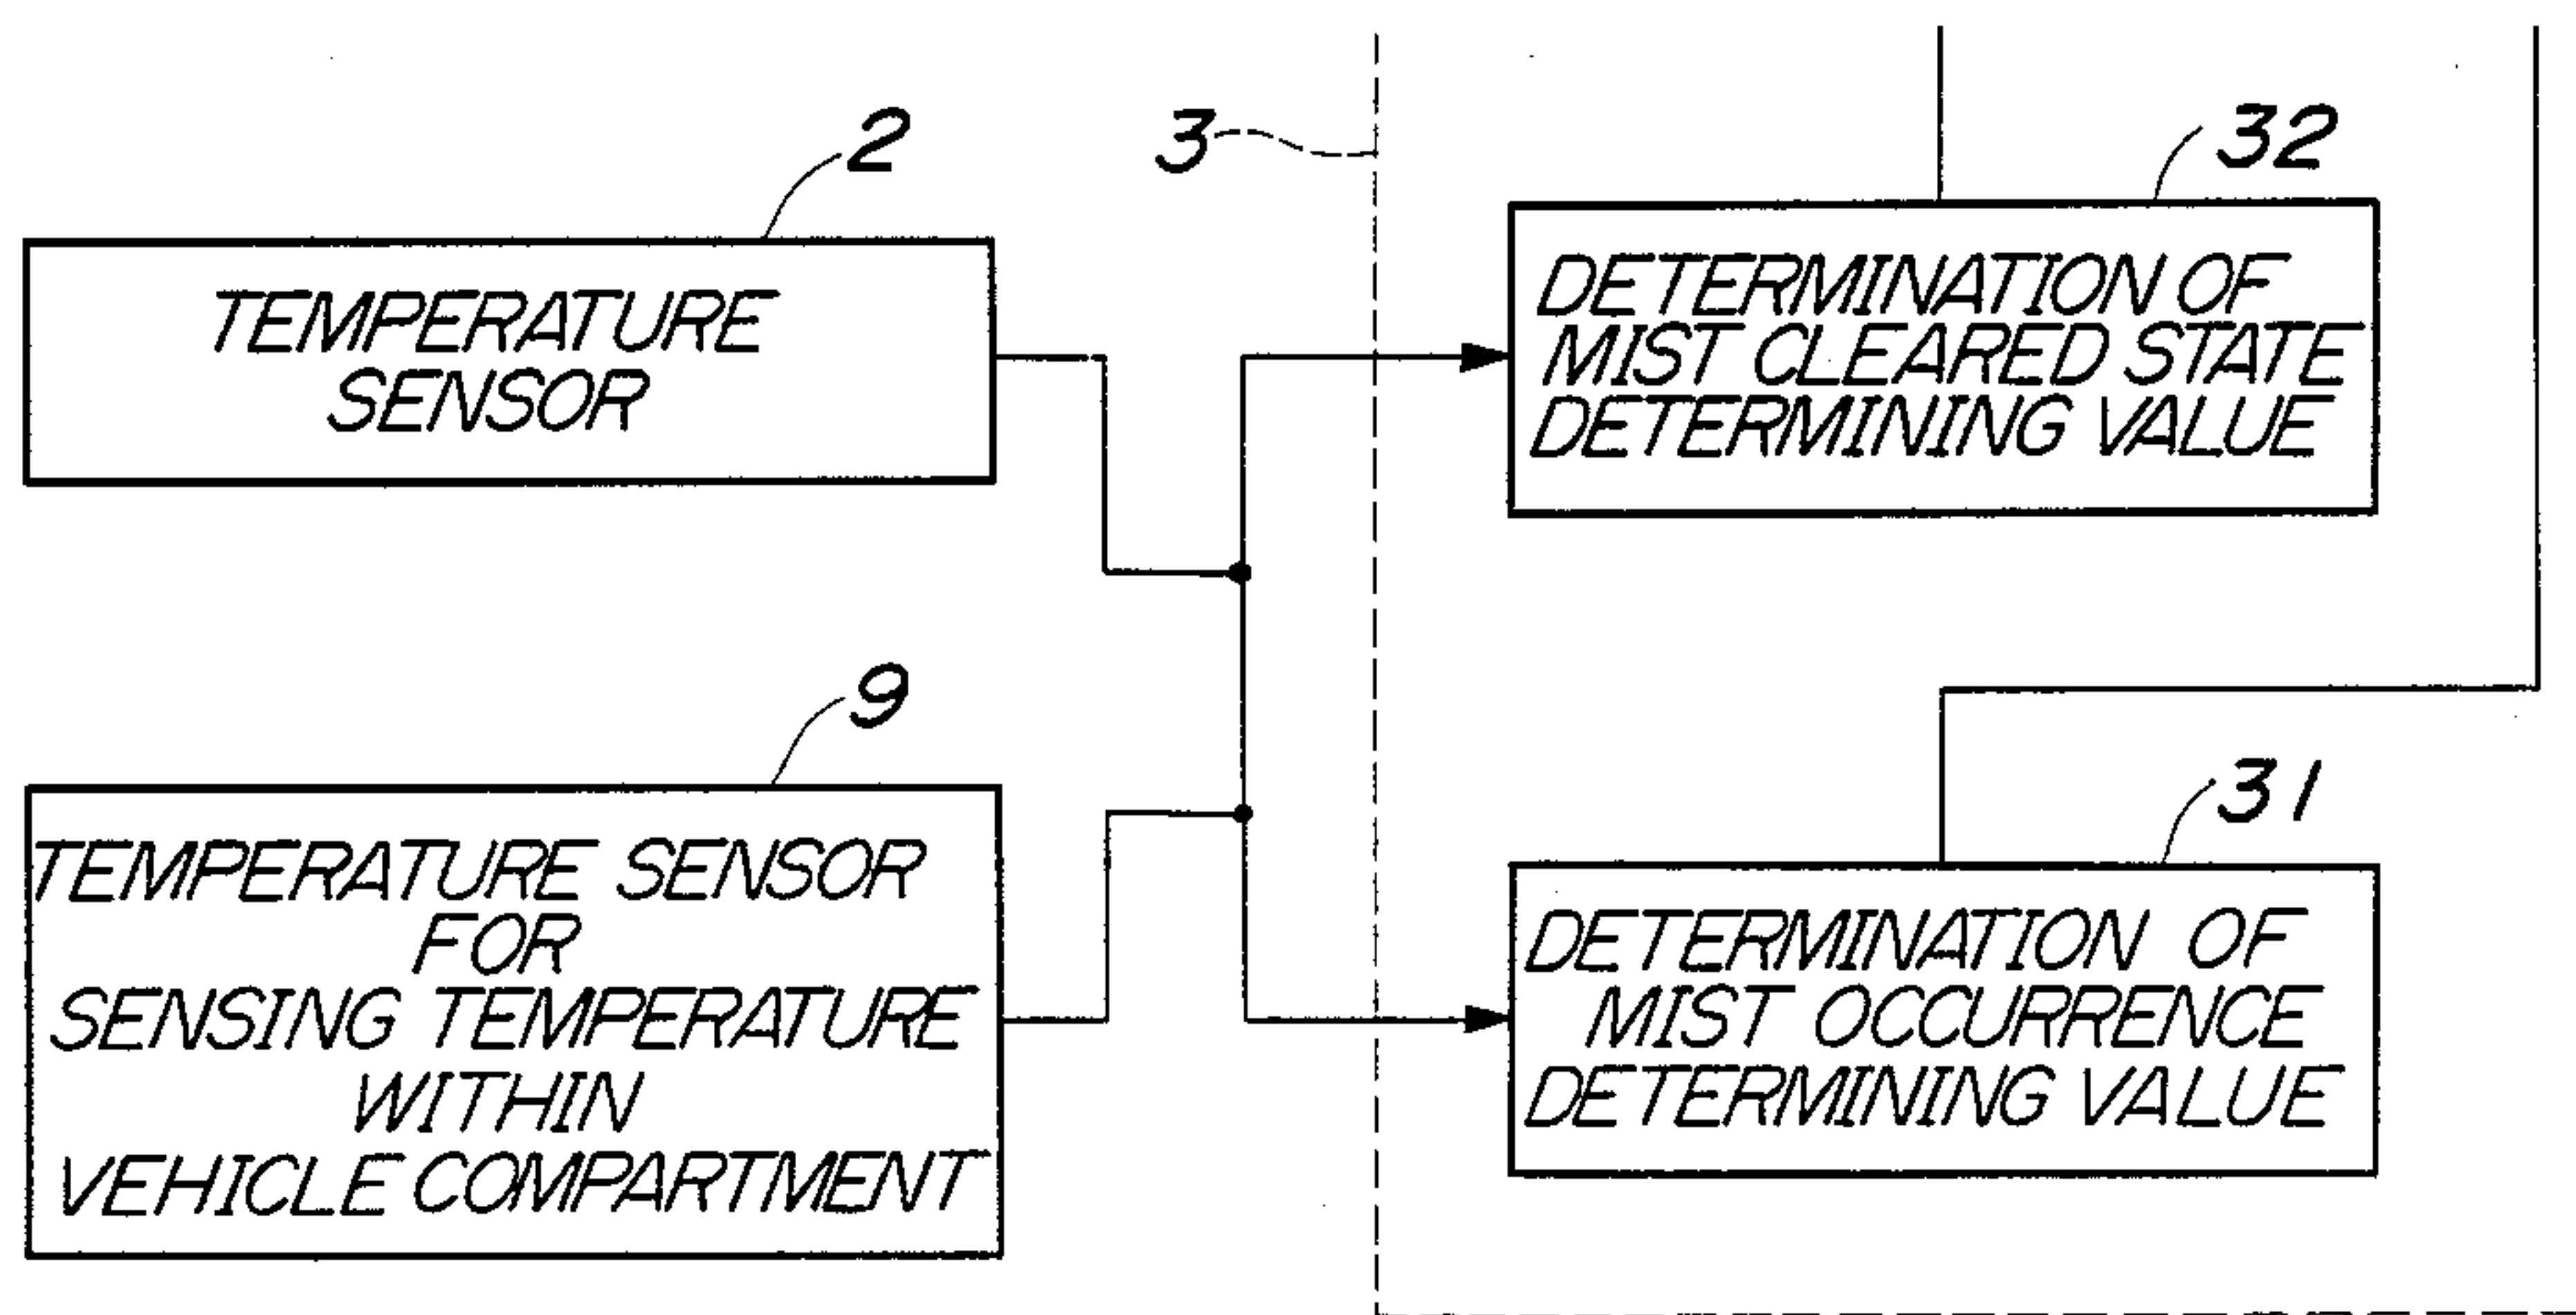 2
TEMPERATURE
SENSOR
3
32
DETERMINATION OF
MIST CLEARED STATE
DETERMINING VALUE
9
TEMPERATURE SENSOR
FOR
SENSING TEMPERATURE
WITHIN
VEHICLE COMPARTMENT
31
DETERMINATION OF
MIST OCCURRENCE
DETERMINING VALUE